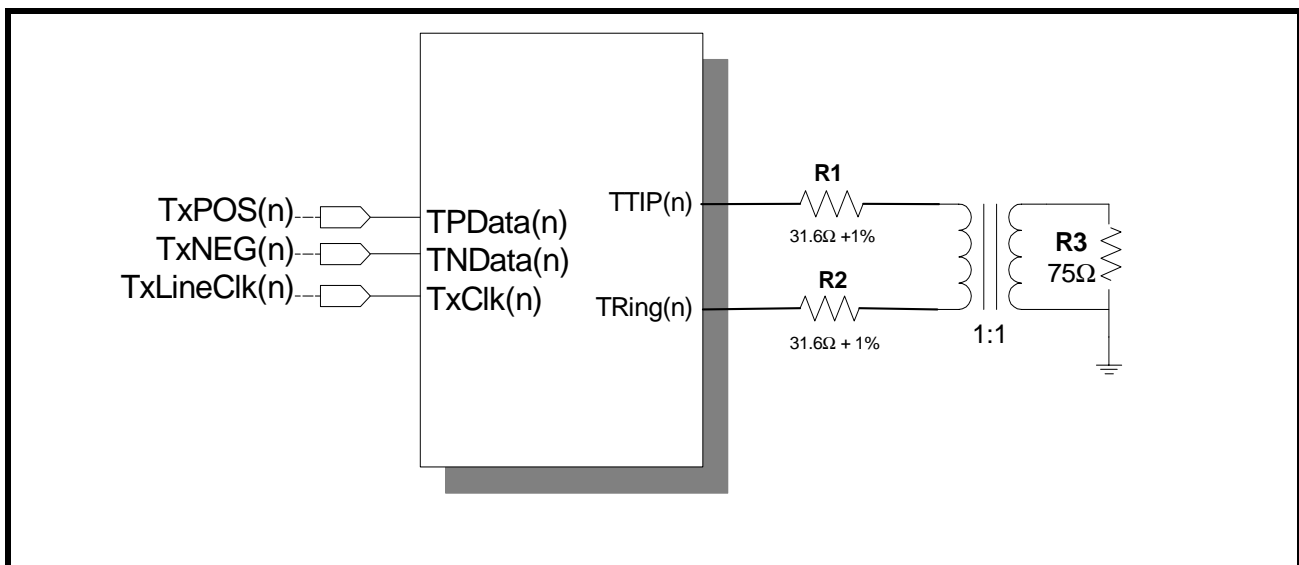 TxPOS(n)
TxNEG(n)
TxLineClk(n)
TPData(n)
TNData(n)
TxClk(n)
TTIP(n)
TRing(n)
R1
31.6Ω +1%
R2
31.6Ω + 1%
1:1
R3
75Ω